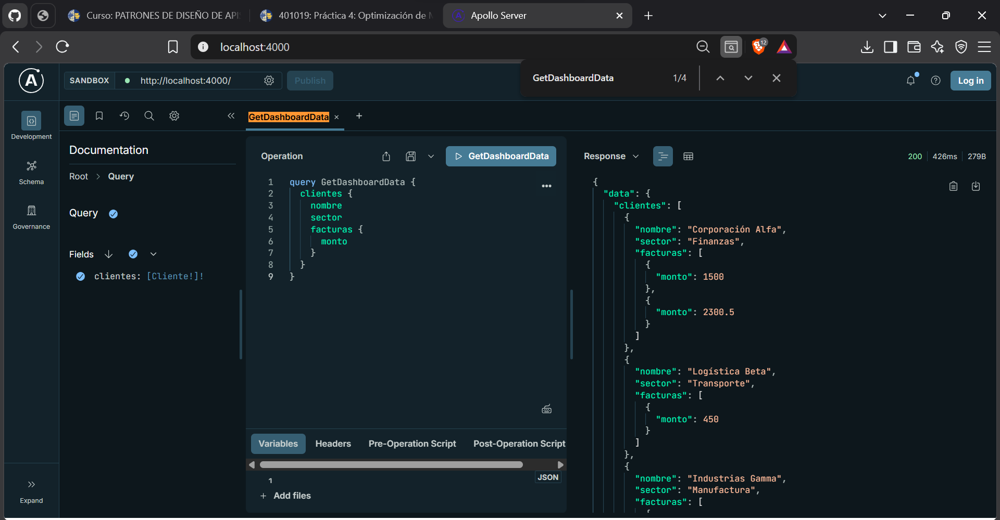 Curso: PATRONES DE DISEÑO DE API
401019: Práctica 4: Optimización de
Apollo Server
localhost:4000
12
GetDashboardData
1/4
SANDBOX
http://localhost:4000/
Publish
Log in
GetDashboardData
Development
Schema
Governance
Expand
Documentation
Root > Query
Query
Fields
clientes: [Cliente!]!
Operation
GetDashboardData
1 query GetDashboardData {
2 clientes {
3 nombre
4 sector
5 facturas {
6 monto
7 }
8 }
9 }
Variables
Headers
Pre-Operation Script
Post-Operation Script
1
JSON
+ Add files
Response
200
426ms
279B
{
"data": {
"clientes": [
{
"nombre": "Corporación Alfa",
"sector": "Finanzas",
"facturas": [
{
"monto": 1500
},
{
"monto": 2300.5
}
]
},
{
"nombre": "Logística Beta",
"sector": "Transporte",
"facturas": [
{
"monto": 450
}
]
},
{
"nombre": "Industrias Gamma",
"sector": "Manufactura",
"facturas": [
{